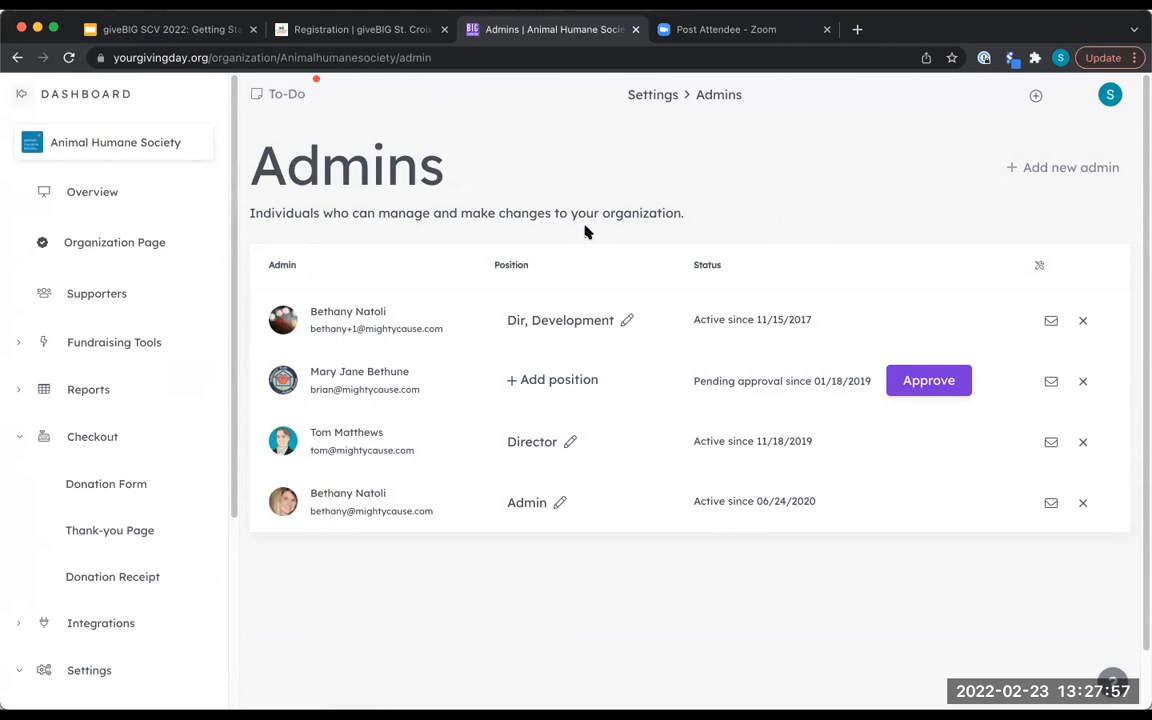 giveBIG SCV 2022: Getting St
Registration | giveBIG St. Croix
BIG
Admins | Animal Humane Socie
Post Attendee - Zoom
yourgivingday.org/organization/Animalhumanesociety/admin
S
Update
DASHBOARD
To-Do
Settings > Admins
S
Animal Humane Society
Admins
+ Add new admin
Overview
Individuals who can manage and make changes to your organization.
Organization Page
Admin
Position
Status
Supporters
Bethany Natoli
bethany+1@mightycause.com
Dir, Development
Active since 11/15/2017
Fundraising Tools
Mary Jane Bethune
brian@mightycause.com
+ Add position
Pending approval since 01/18/2019
Approve
Reports
Tom Matthews
tom@mightycause.com
Director
Active since 11/18/2019
Checkout
Donation Form
Bethany Natoli
bethany@mightycause.com
Admin
Active since 06/24/2020
Thank-you Page
Donation Receipt
Integrations
Settings
?
2022-02-23 13:27:57